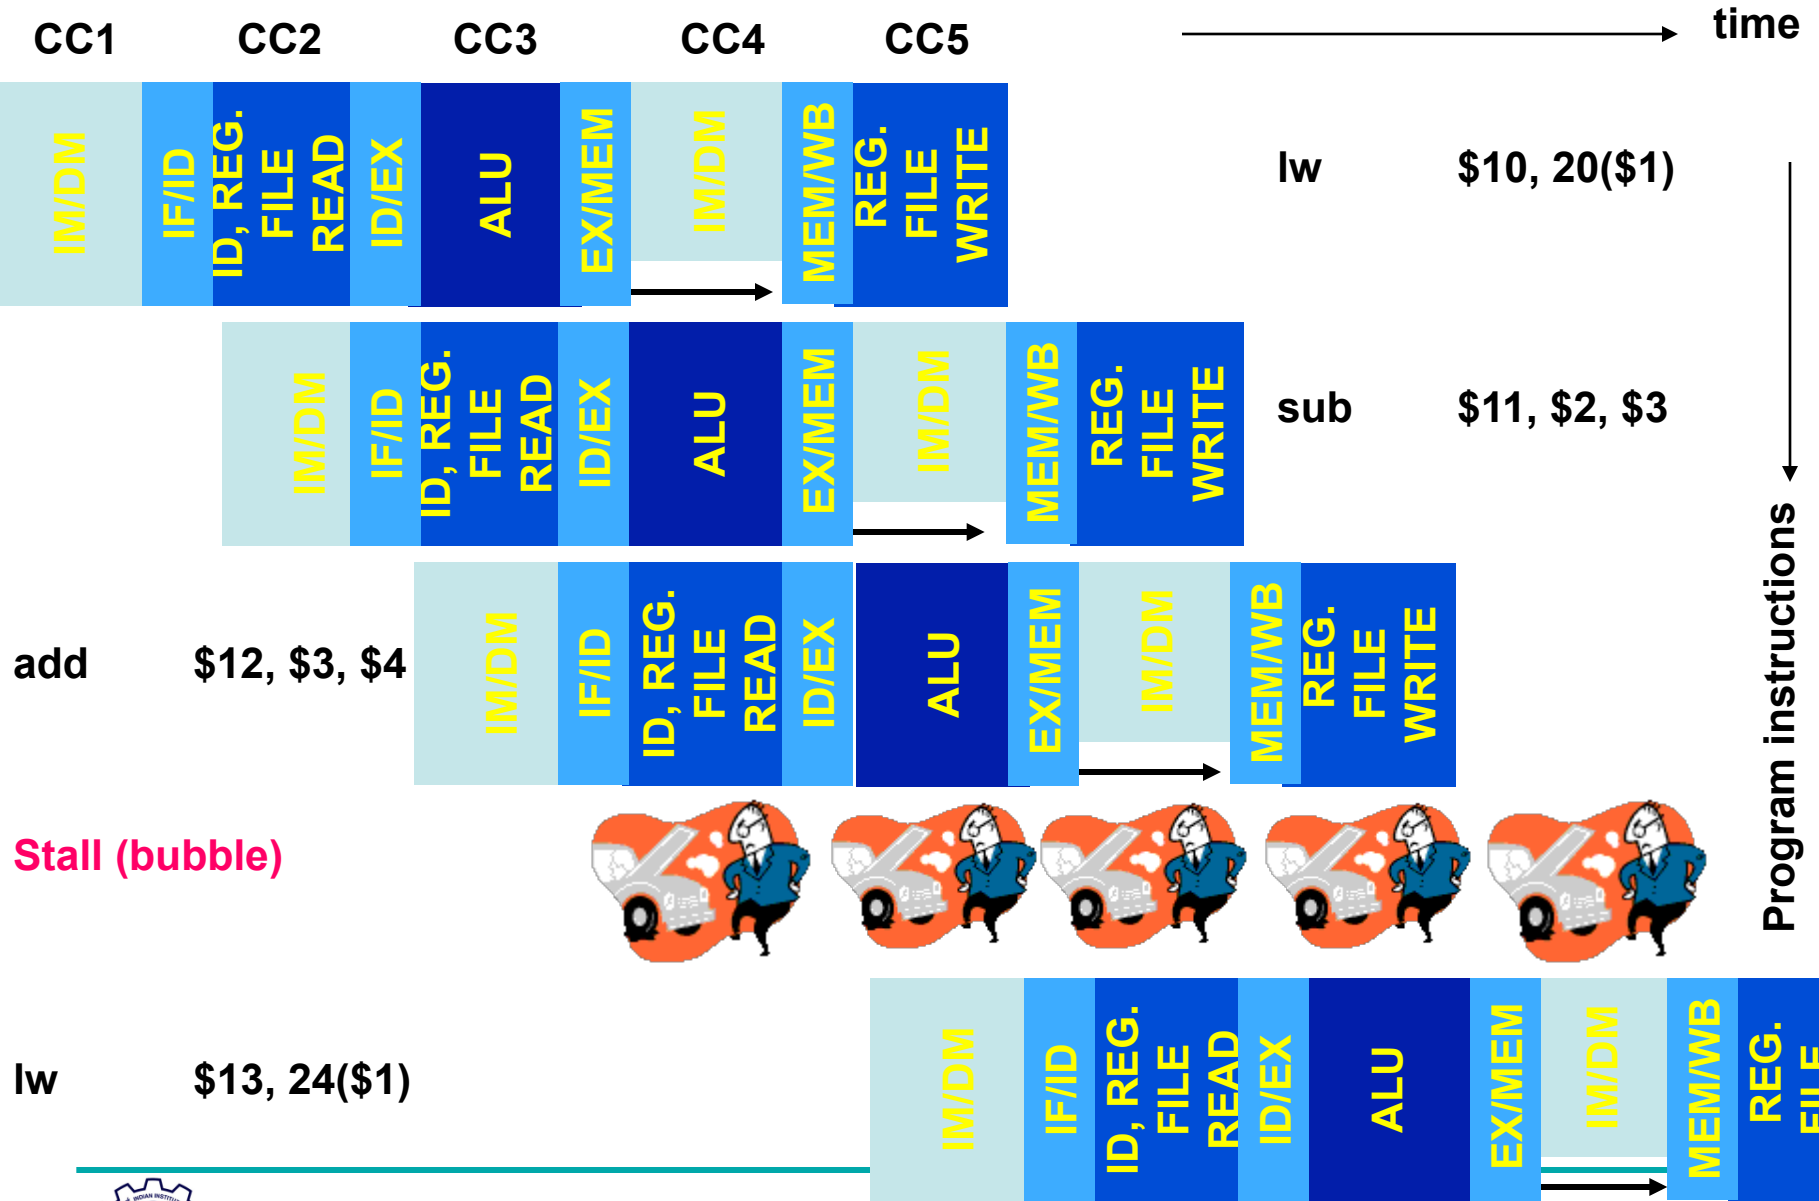 CC1 CC2 CC3 CC4 CC5 time
IM/DM
IF/ID
ID, REG.
FILE
READ
ID/EX
ALU
EX/MEM
IM/DM
MEM/WB
REG.
FILE
WRITE
lw $10, 20($1)
IM/DM
IF/ID
ID, REG.
FILE
READ
ID/EX
ALU
EX/MEM
IM/DM
MEM/WB
REG.
FILE
WRITE
sub $11, $2, $3
Program instructions
add $12, $3, $4
IM/DM
IF/ID
ID, REG.
FILE
READ
ID/EX
ALU
EX/MEM
IM/DM
MEM/WB
REG.
FILE
WRITE
Stall (bubble)
lw $13, 24($1)
IM/DM
IF/ID
ID, REG.
FILE
READ
ID/EX
ALU
EX/MEM
IM/DM
MEM/WB
REG.
FILE
INDIAN